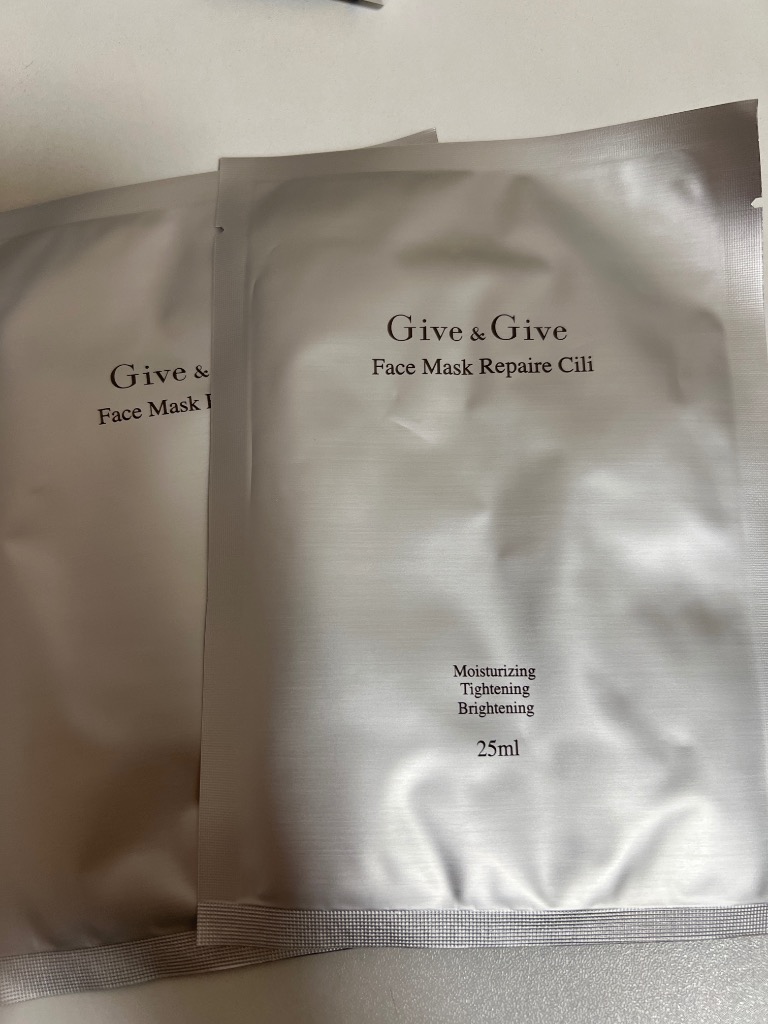 Give &
Face Mask
Give & Give
Face Mask Repaire Cili
Moisturizing
Tightening
Brightening
25ml